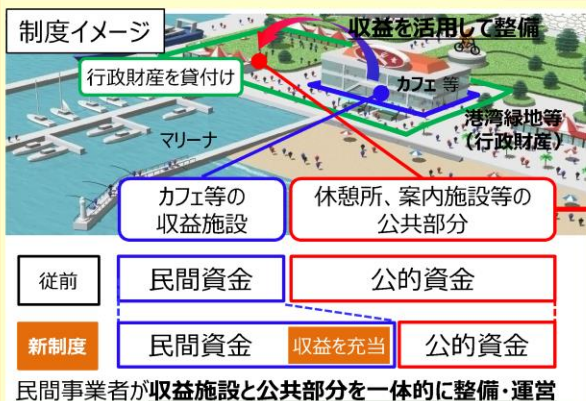 制度イメージ
収益を活用して整備
行政財産を貸付け
カフェ 等
港湾緑地等
(行政財産)
マリーナ
カフェ等の
収益施設
休憩所、案内施設等の
公共部分
従前
民間資金
公的資金
新制度
民間資金
収益を充当
公的資金
民間事業者が収益施設と公共部分を一体的に整備・運営